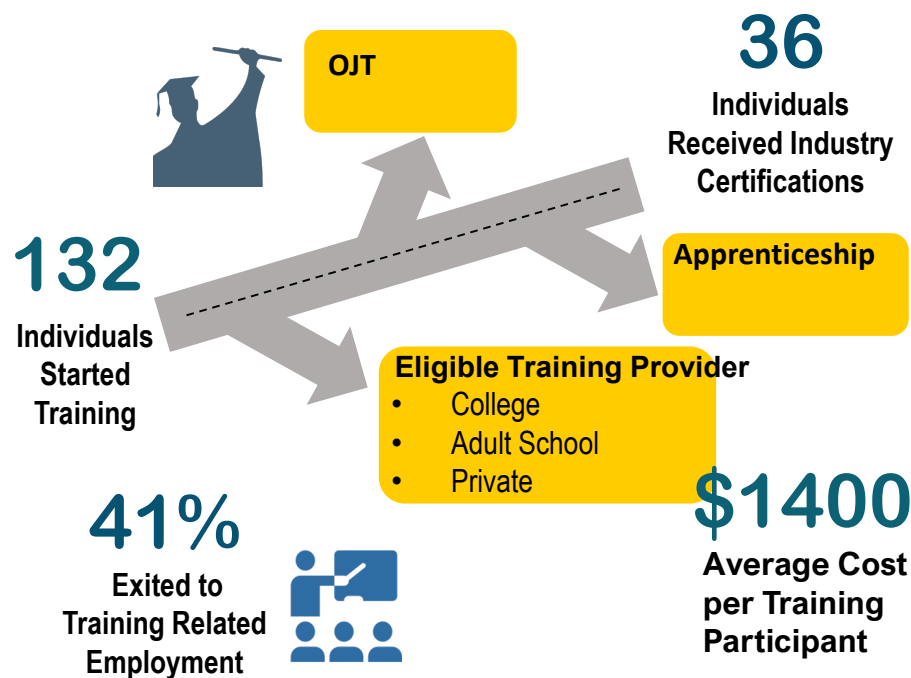 OJT
36
Individuals
Received Industry
Certifications
132
Individuals
Started
Training
Apprenticeship
Eligible Training Provider
• College
• Adult School
• Private
41%
Exited to
Training Related
Employment
$1400
Average Cost
per Training
Participant